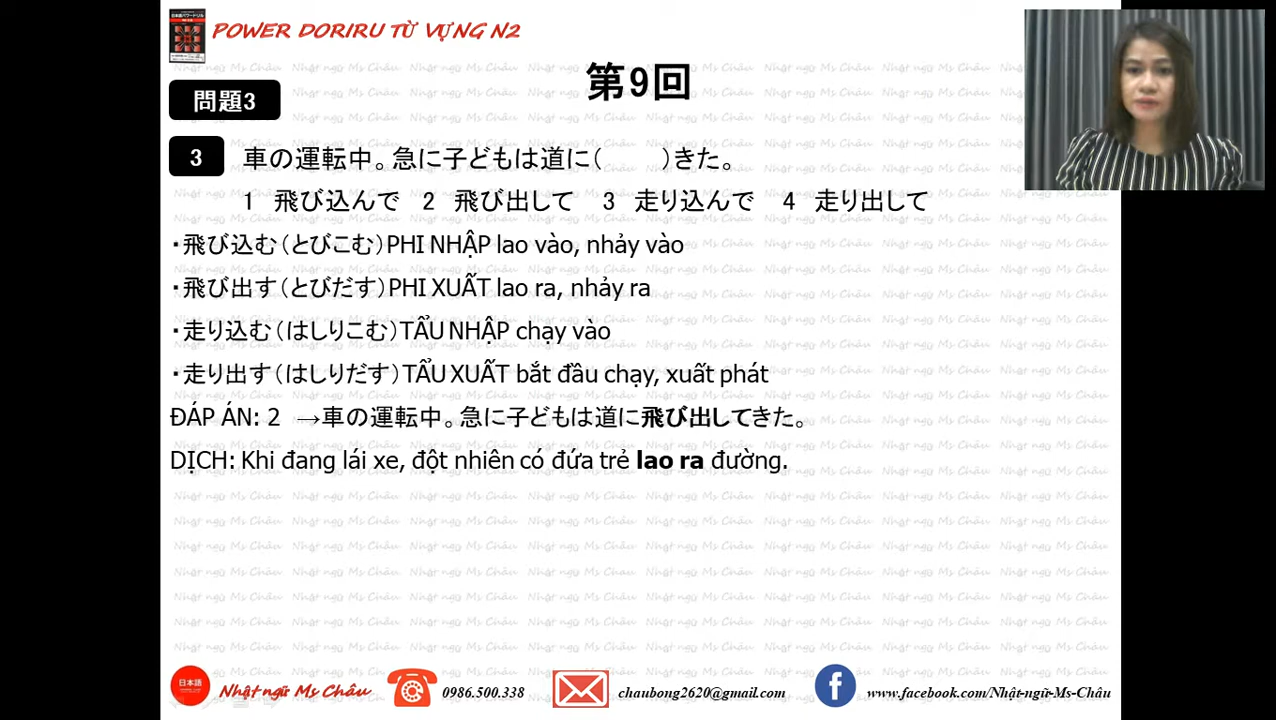 POWER DORIRU TỪ VỰNG N2
第9回
問題3
3 車の運転中。急に子どもは道に( )きた。
1 飛び込んで 2 飛び出して 3 走り込んで 4 走り出して
・飛び込む(とびこむ)PHI NHẬP lao vào, nhảy vào
・飛び出す(とびだす)PHI XUẤT lao ra, nhảy ra
・走り込む(はしりこむ)TẨU NHẬP chạy vào
・走り出す(はしりだす)TẨU XUẤT bắt đầu chạy, xuất phát
ĐÁP ÁN: 2 →車の運転中。急に子どもは道に飛び出してきた。
DỊCH: Khi đang lái xe, đột nhiên có đứa trẻ lao ra đường.
日本語
Nhật ngữ Ms Châu
0986.500.338
chaubong2620@gmail.com
www.facebook.com/Nhật-ngữ-Ms-Châu